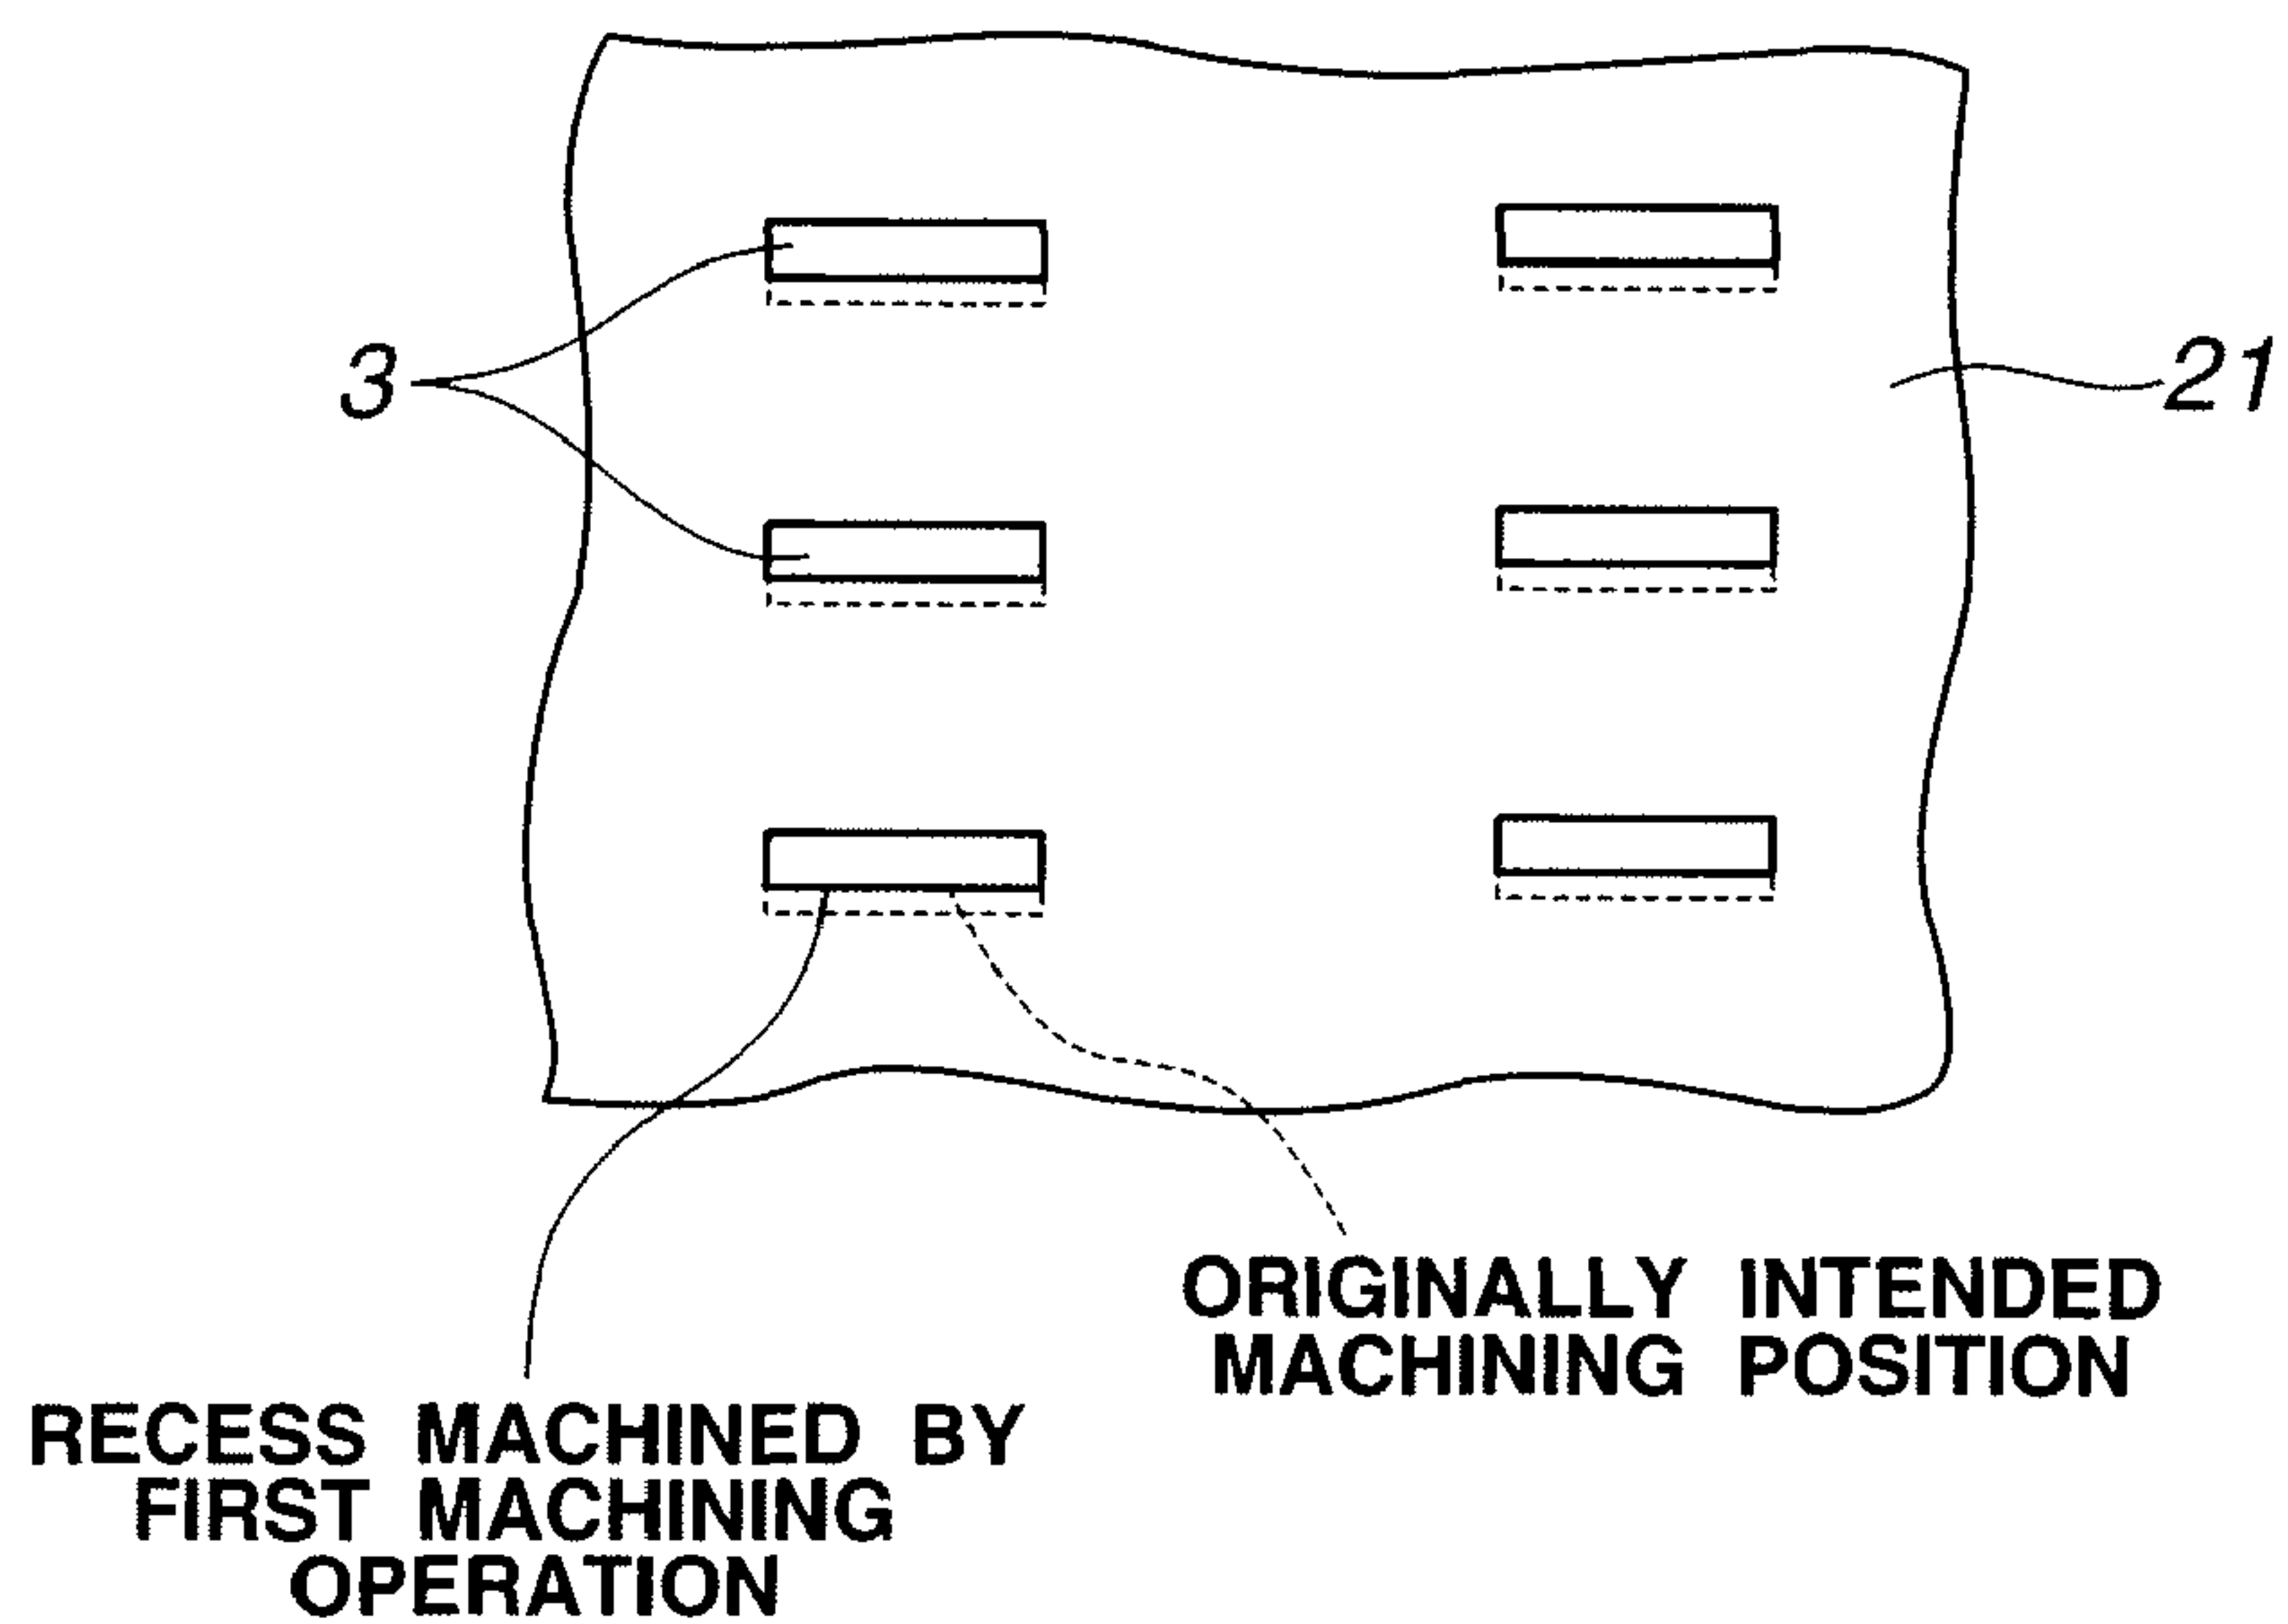 3
21
ORIGINALLY INTENDED
MACHINING POSITION
RECESS MACHINED BY
FIRST MACHINING
OPERATION